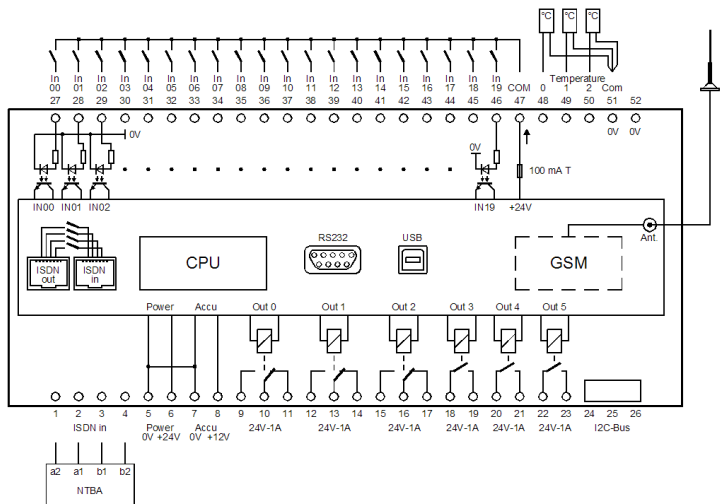 °C °C °C
In In In In In In In In In In In In In In In In In In In In Temperature
00 01 02 03 04 05 06 07 08 09 10 11 12 13 14 15 16 17 18 19 COM 0 1 2 Com
27 28 29 30 31 32 33 34 35 36 37 38 39 40 41 42 43 44 45 46 47 48 49 50 51 52
0V 0V 0V 0V
100 mA T
IN00 IN01 IN02 IN19 +24V
Ant.
RS232 USB
CPU GSM
ISDN out
ISDN in
Power Accu Out 0 Out 1 Out 2 Out 3 Out 4 Out 5
1 2 3 4 5 6 7 8 9 10 11 12 13 14 15 16 17 18 19 20 21 22 23 24 25 26
ISDN in Power Accu 24V-1A 24V-1A 24V-1A 24V-1A 24V-1A 24V-1A I2C-Bus
0V +24V 0V +12V
a2 a1 b1 b2
NTBA